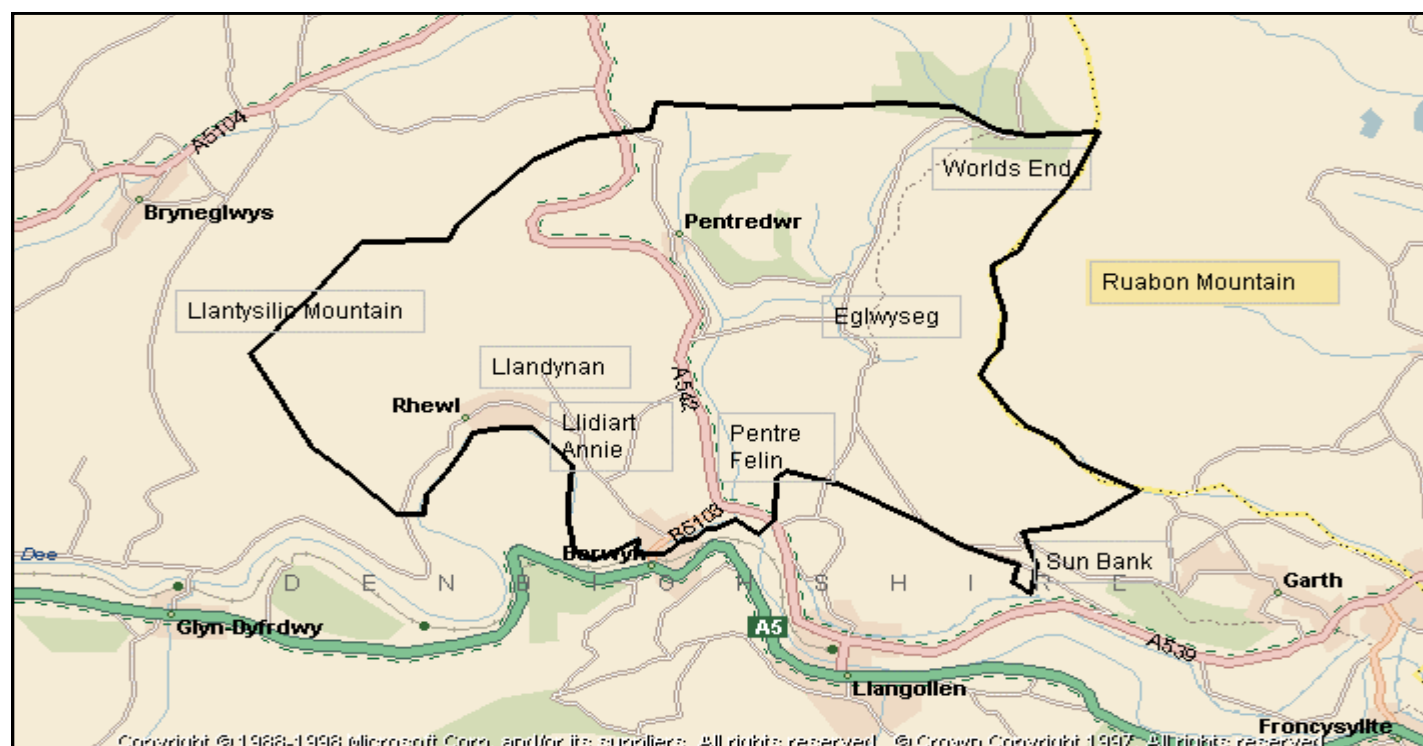 A5104
Worlds End
Bryneglwys
Pentredwr
Ruabon Mountain
Llantysilio Mountain
Eglwyseg
Llandynan
A542
Rhewl
Llidiart
Annie
Pentre
Felin
B5103
Dee
Berwyn
DENBIGHSHIRE
Sun Bank
Garth
Glyn-Dyfrdwy
A5
A539
Llangollen
Froncysyllte
Copyright © 1988-1998 Microsoft Corp. and/or its suppliers. All rights reserved. © Crown Copyright 1997. All rights reserved.